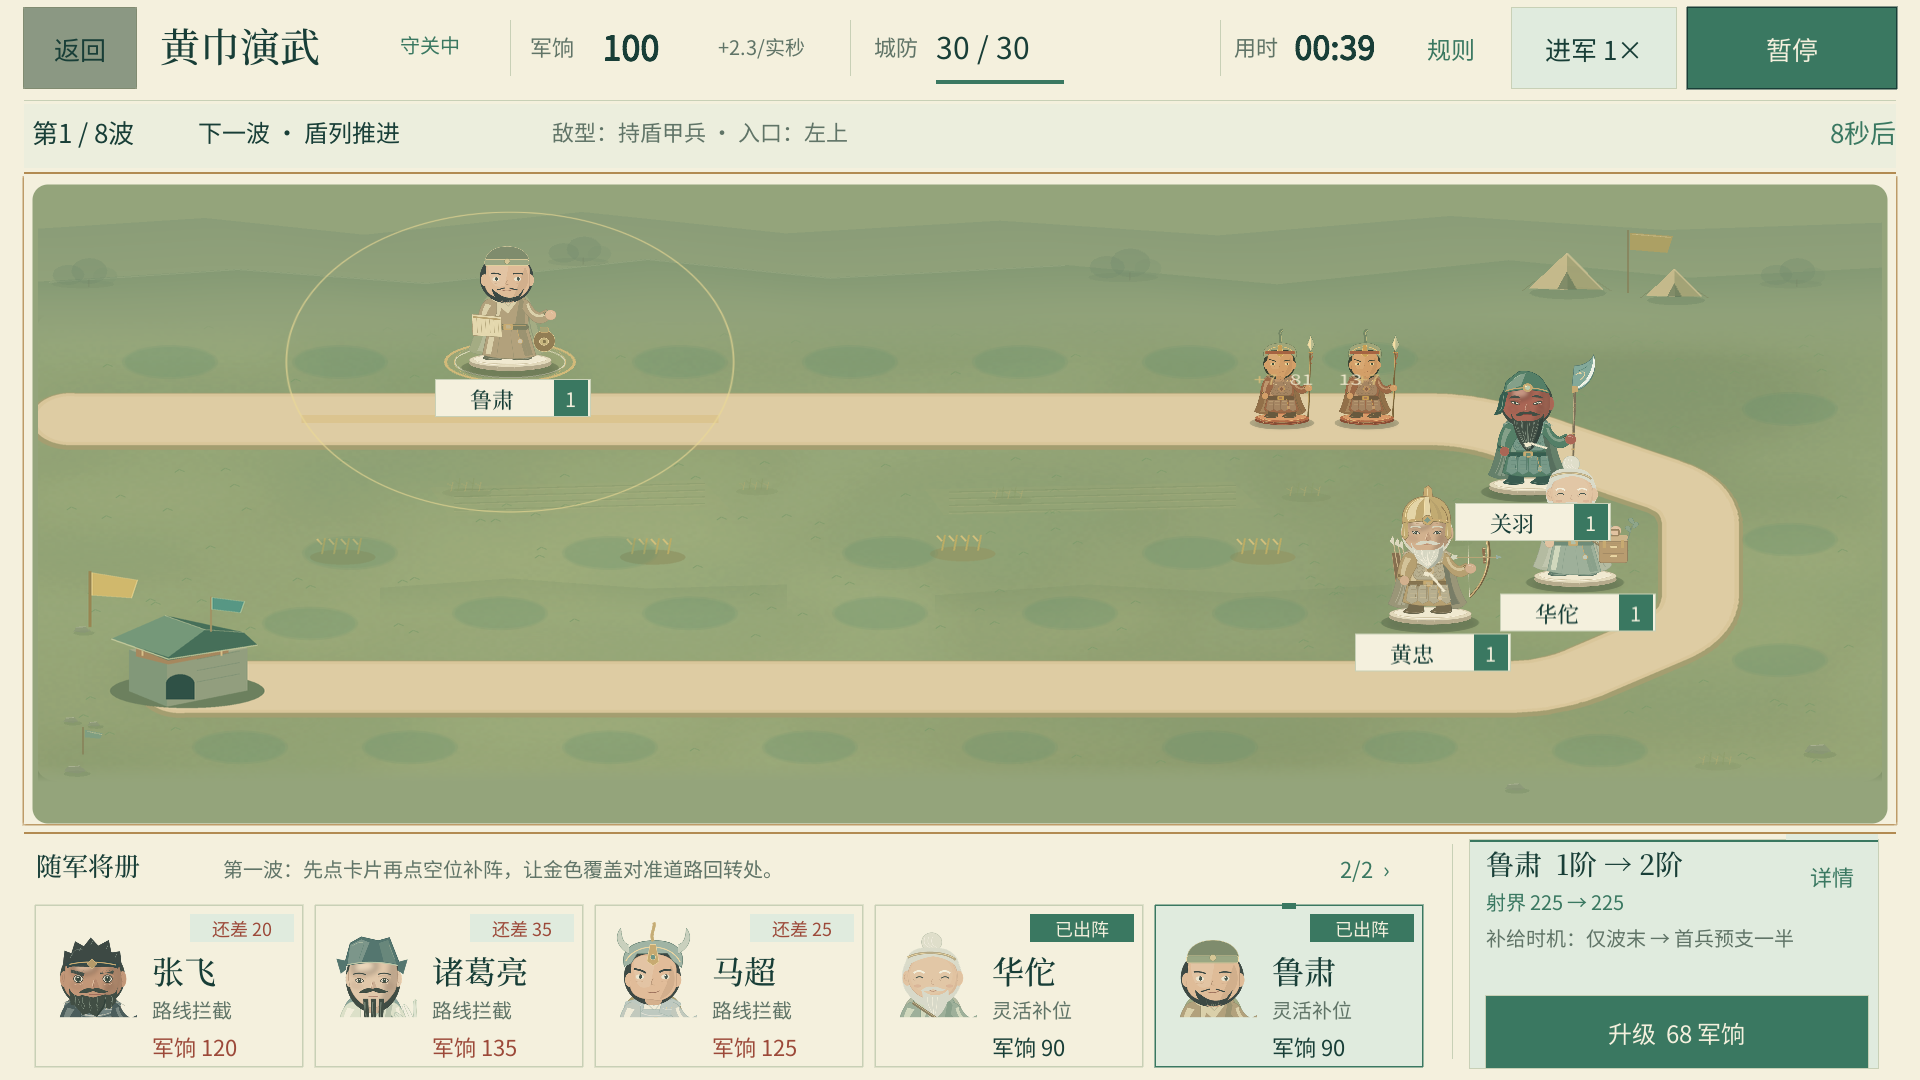 返回
黄巾演武
守关中
军饷 100
+2.3/实秒
城防 30 / 30
用时 00:39
规则
进军 1×
暂停
第1 / 8波
下一波 · 盾列推进
敌型：持盾甲兵 · 入口：左上
8秒后
鲁肃 1
81
13
关羽 1
华佗 1
黄忠 1
随军将册
第一波：先点卡片再点空位补阵，让金色覆盖对准道路回转处。
2/2 ›
还差 20
张飞
路线拦截
军饷 120
还差 35
诸葛亮
路线拦截
军饷 135
还差 25
马超
路线拦截
军饷 125
已出阵
华佗
灵活补位
军饷 90
已出阵
鲁肃
灵活补位
军饷 90
鲁肃 1阶 → 2阶
详情
射界 225 → 225
补给时机：仅波末 → 首兵预支一半
升级 68 军饷